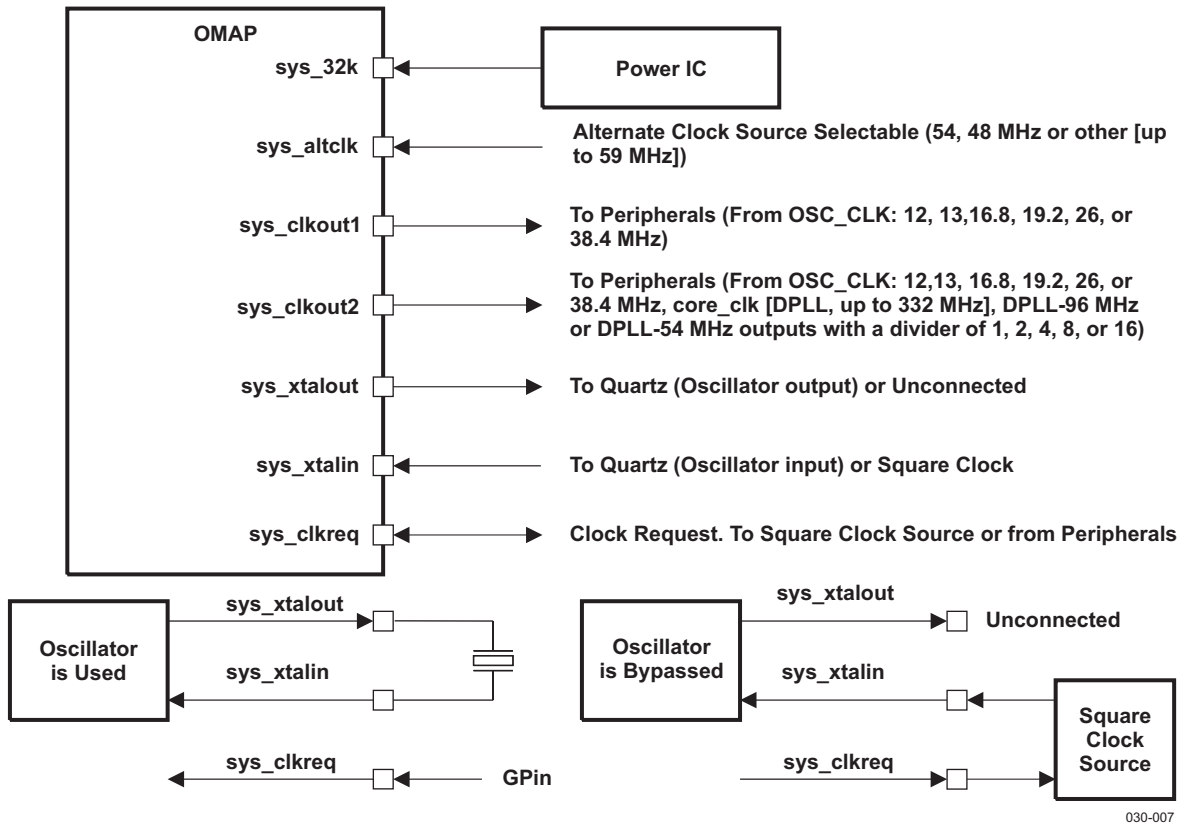 OMAP
sys_32k
Power IC
sys_altclk
Alternate Clock Source Selectable (54, 48 MHz or other [up
to 59 MHz])
sys_clkout1
To Peripherals (From OSC_CLK: 12, 13,16.8, 19.2, 26, or
38.4 MHz)
sys_clkout2
To Peripherals (From OSC_CLK: 12,13, 16.8, 19.2, 26, or
38.4 MHz, core_clk [DPLL, up to 332 MHz], DPLL-96 MHz
or DPLL-54 MHz outputs with a divider of 1, 2, 4, 8, or 16)
sys_xtalout
To Quartz (Oscillator output) or Unconnected
sys_xtalin
To Quartz (Oscillator input) or Square Clock
sys_clkreq
Clock Request. To Square Clock Source or from Peripherals
Oscillator
is Used
sys_xtalout
sys_xtalin
sys_clkreq
GPin
Oscillator
is Bypassed
sys_xtalout
Unconnected
sys_xtalin
sys_clkreq
Square
Clock
Source
030-007